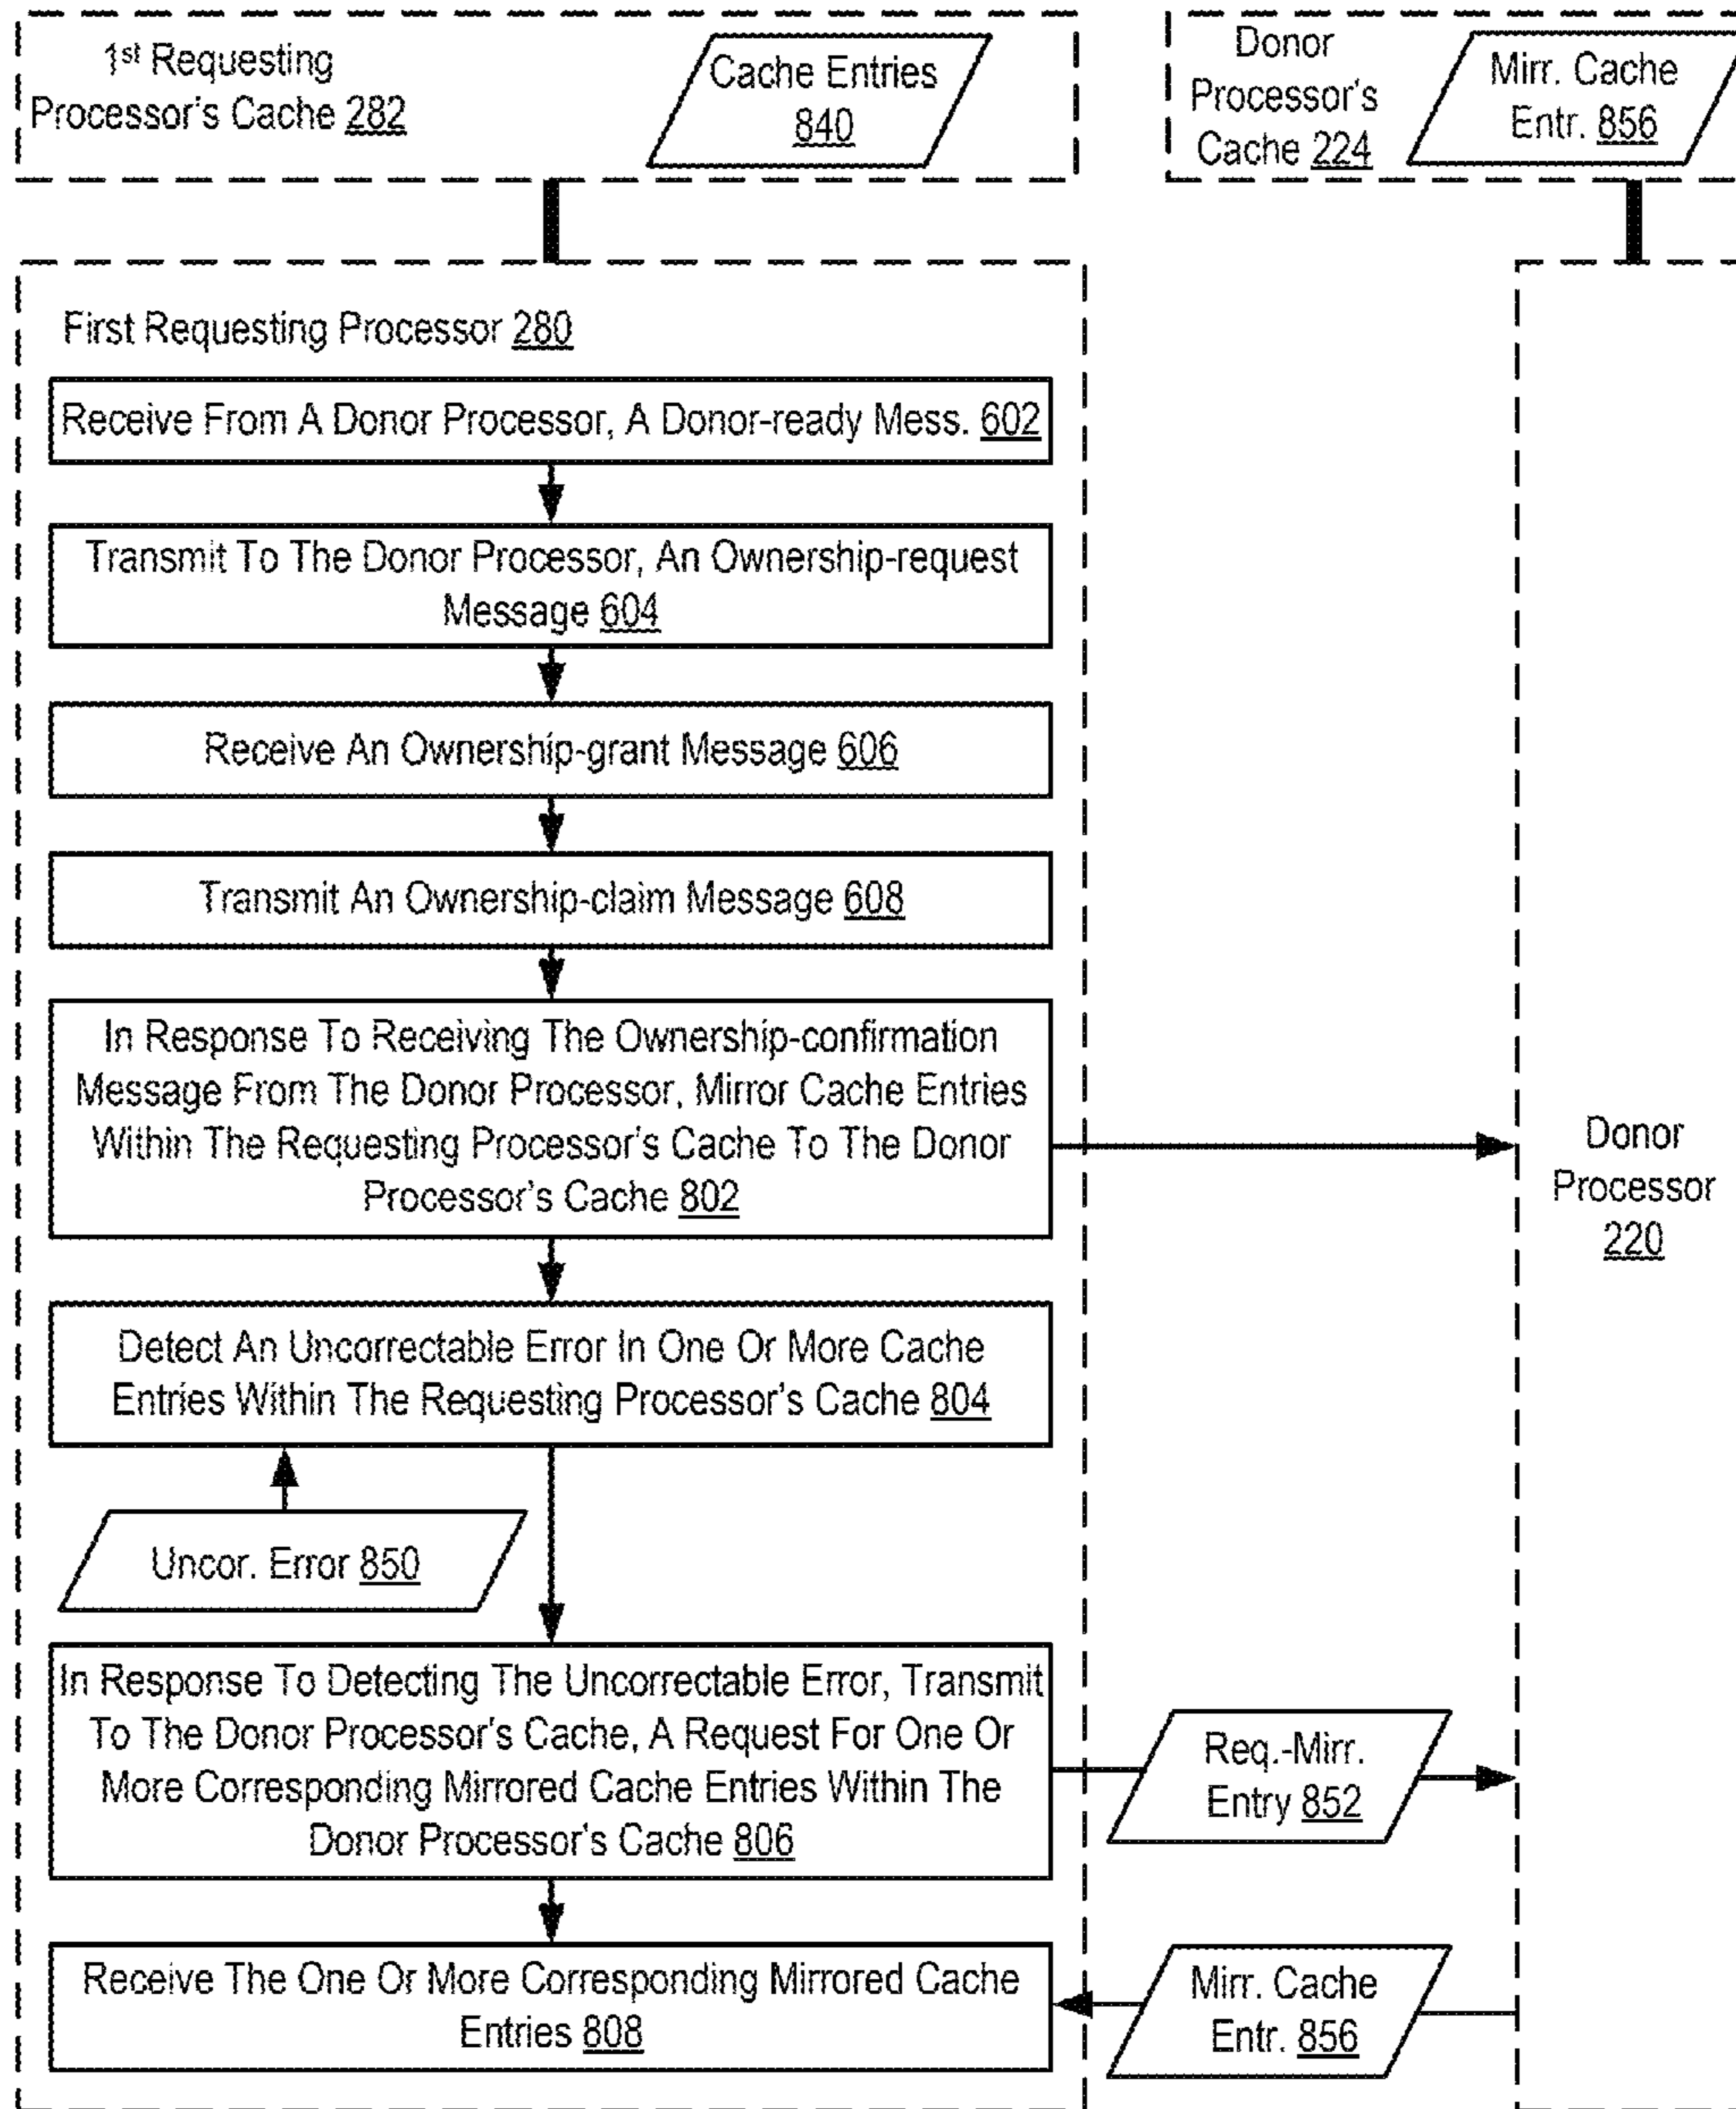 1st Requesting
Processor's Cache 282
Cache Entries
840
Donor
Processor's
Cache 224
Mirr. Cache
Entr. 856
First Requesting Processor 280
Receive From A Donor Processor, A Donor-ready Mess. 602
Transmit To The Donor Processor, An Ownership-request
Message 604
Receive An Ownership-grant Message 606
Transmit An Ownership-claim Message 608
In Response To Receiving The Ownership-confirmation
Message From The Donor Processor, Mirror Cache Entries
Within The Requesting Processor's Cache To The Donor
Processor's Cache 802
Donor
Processor
220
Detect An Uncorrectable Error In One Or More Cache
Entries Within The Requesting Processor's Cache 804
Uncor. Error 850
In Response To Detecting The Uncorrectable Error, Transmit
To The Donor Processor's Cache, A Request For One Or
More Corresponding Mirrored Cache Entries Within The
Donor Processor's Cache 806
Req.-Mirr.
Entry 852
Receive The One Or More Corresponding Mirrored Cache
Entries 808
Mirr. Cache
Entr. 856